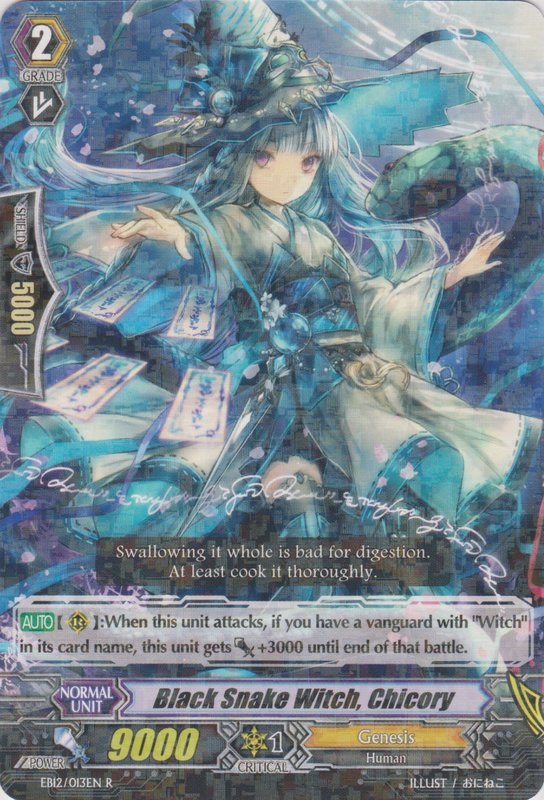 2
GRADE
SHIELD
5000
Swallowing it whole is bad for digestion.
At least cook it thoroughly.
AUTO【 RC 】:When this unit attacks, if you have a vanguard with "Witch"
in its card name, this unit gets +3000 until end of that battle.
NORMAL
UNIT
Black Snake Witch, Chicory
POWER
9000
1
CRITICAL
Genesis
Human
EB12/013EN R
ILLUST / おにねこ